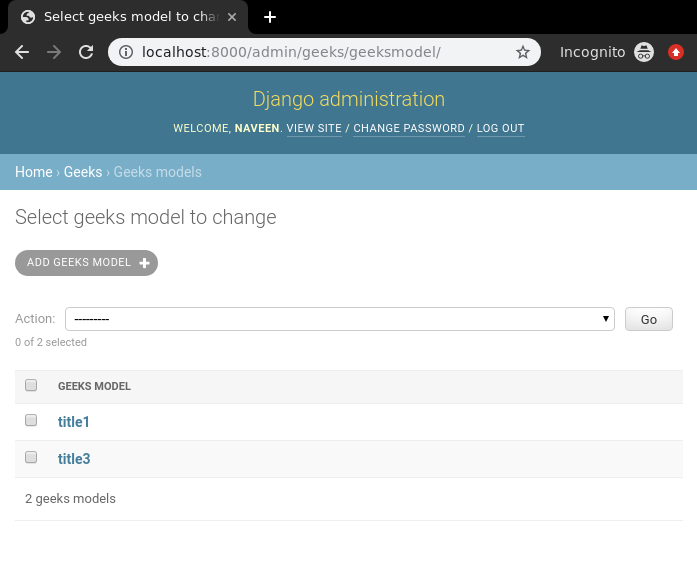 Select geeks model to cha
localhost:8000/admin/geeks/geeksmodel/
Incognito
Django administration
WELCOME, NAVEEN. VIEW SITE / CHANGE PASSWORD / LOG OUT
Home › Geeks › Geeks models
Select geeks model to change
ADD GEEKS MODEL +
Action: --------- Go
0 of 2 selected
GEEKS MODEL
title1
title3
2 geeks models